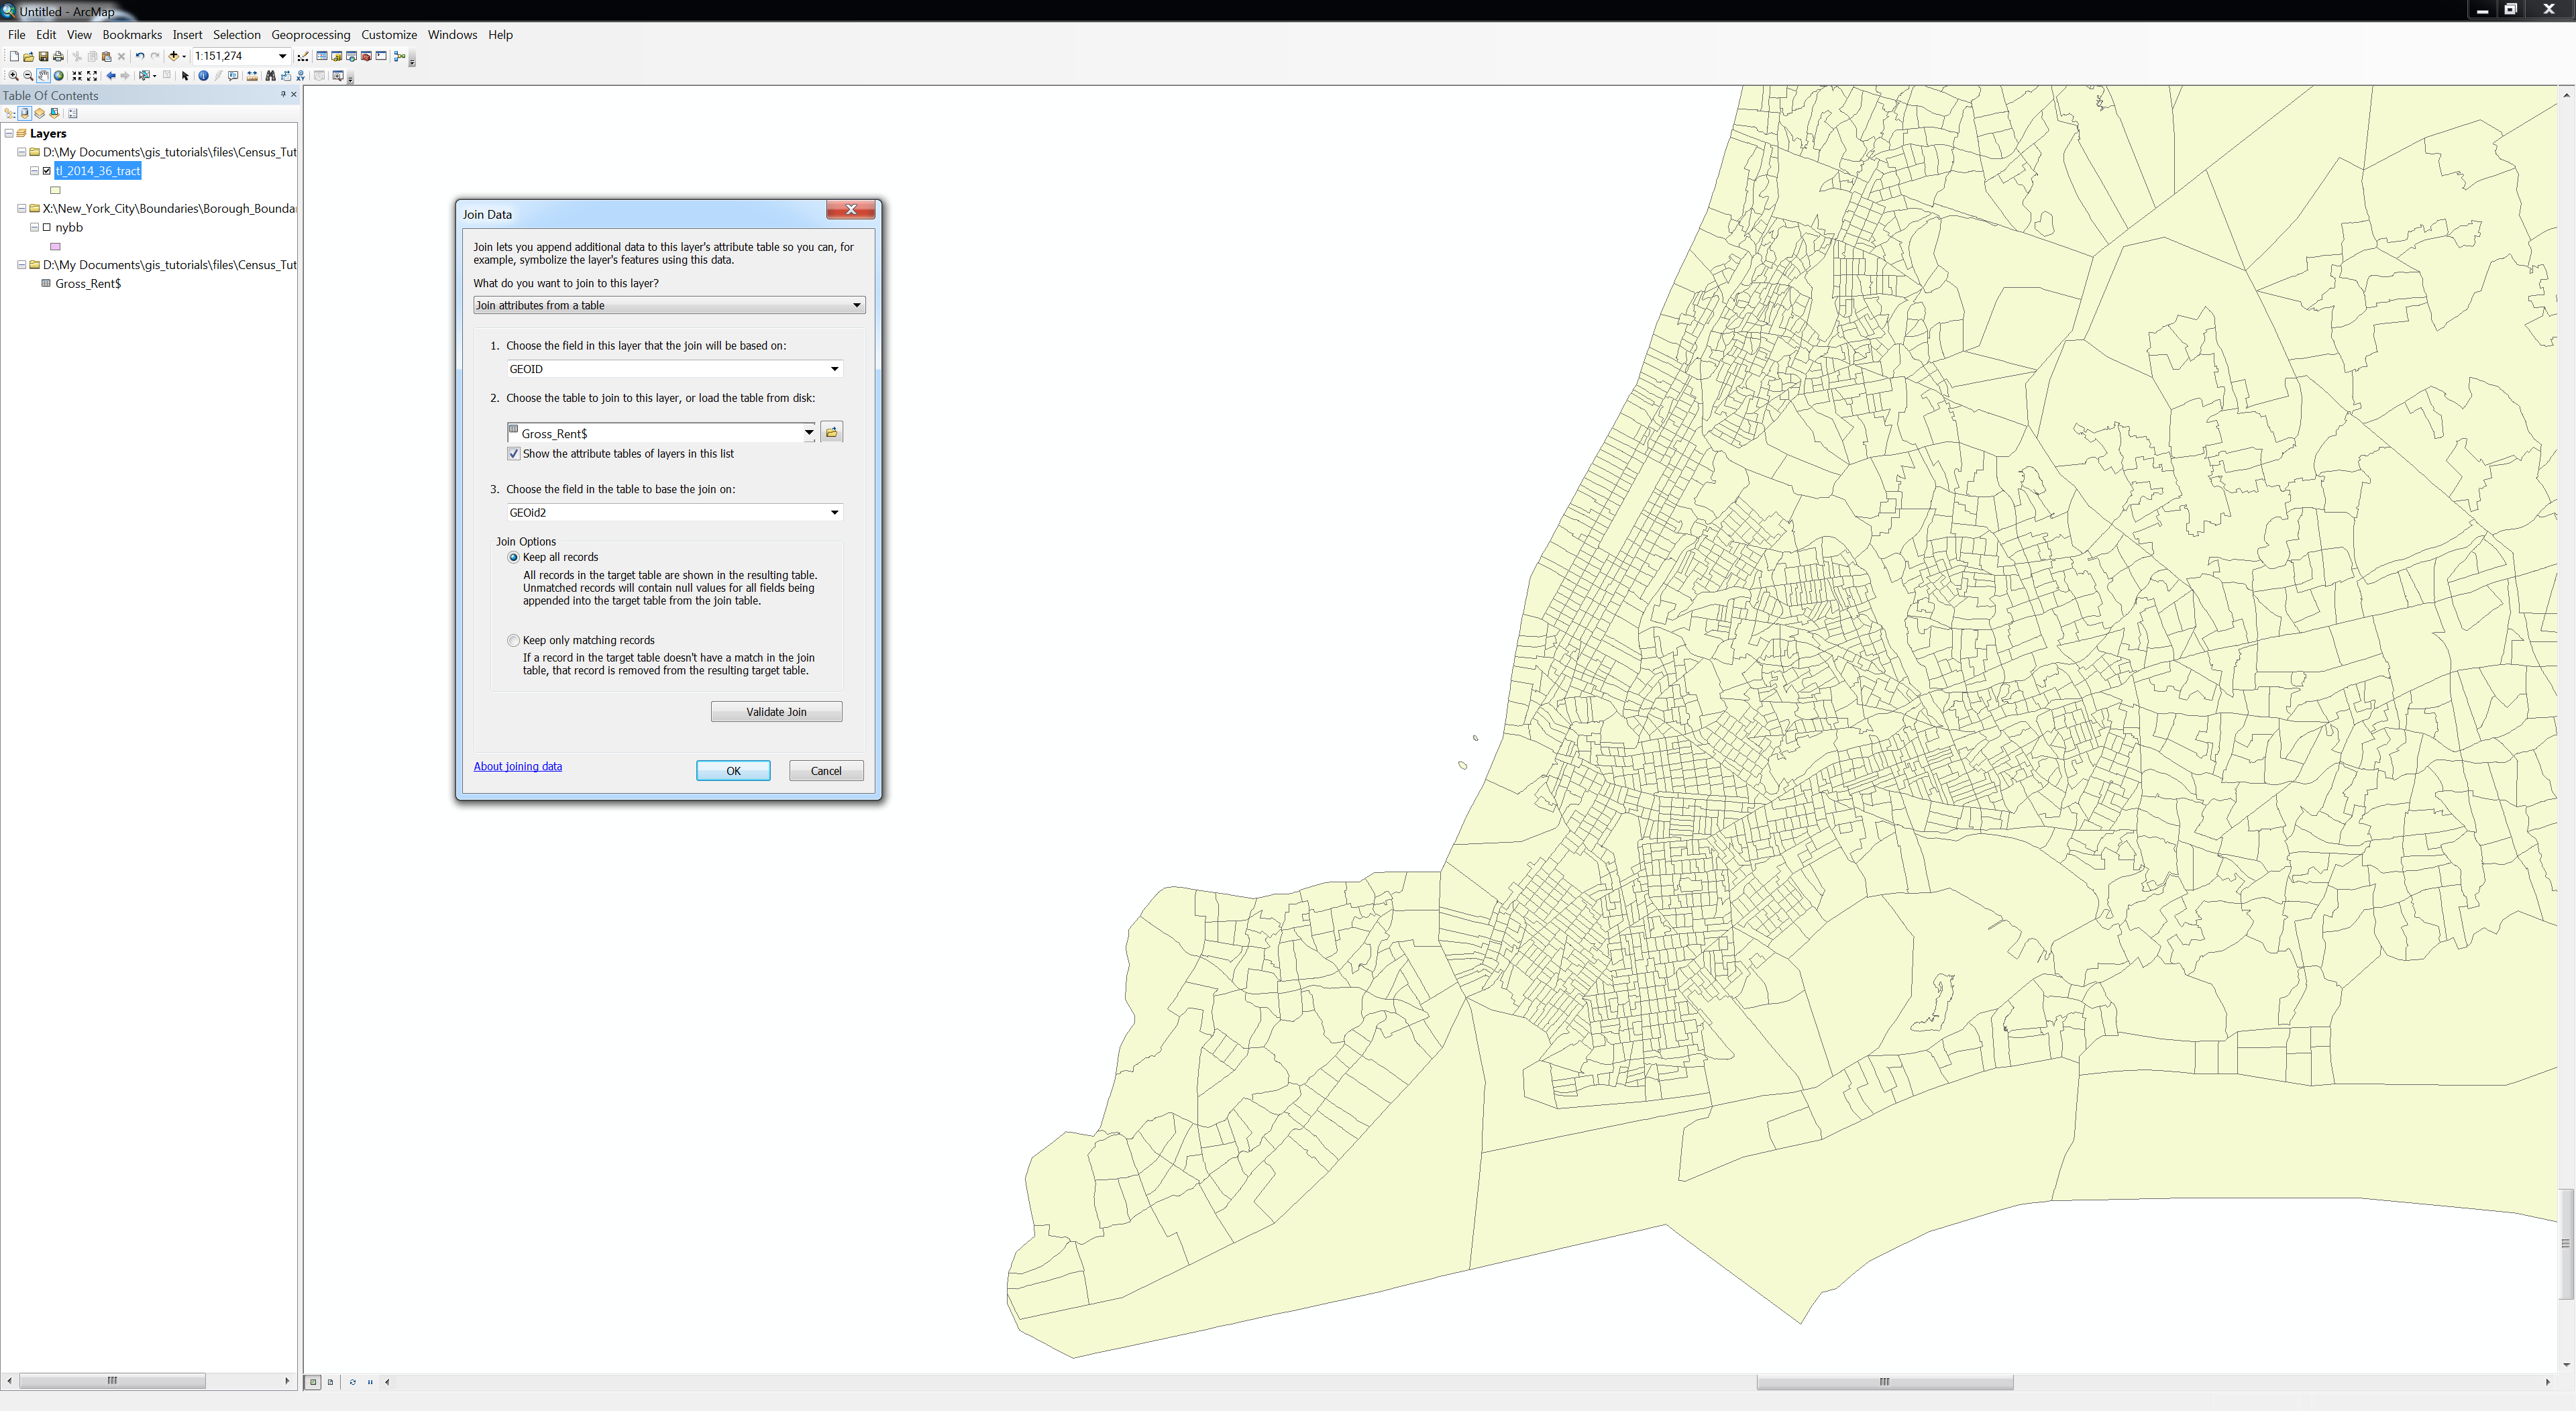 Untitled - ArcMap
File Edit View Bookmarks Insert Selection Geoprocessing Customize Windows Help
1:151,274
Table Of Contents
Layers
D:\My Documents\gis_tutorials\files\Census_Tut
tl_2014_36_tract
X:\New_York_City\Boundaries\Borough_Bounda
nybb
D:\My Documents\gis_tutorials\files\Census_Tut
Gross_Rent$
Join Data
Join lets you append additional data to this layer's attribute table so you can, for
example, symbolize the layer's features using this data.
What do you want to join to this layer?
Join attributes from a table
1. Choose the field in this layer that the join will be based on:
GEOID
2. Choose the table to join to this layer, or load the table from disk:
Gross_Rent$
Show the attribute tables of layers in this list
3. Choose the field in the table to base the join on:
GEOid2
Join Options
Keep all records
All records in the target table are shown in the resulting table.
Unmatched records will contain null values for all fields being
appended into the target table from the join table.
Keep only matching records
If a record in the target table doesn't have a match in the join
table, that record is removed from the resulting target table.
Validate Join
About joining data
OK
Cancel